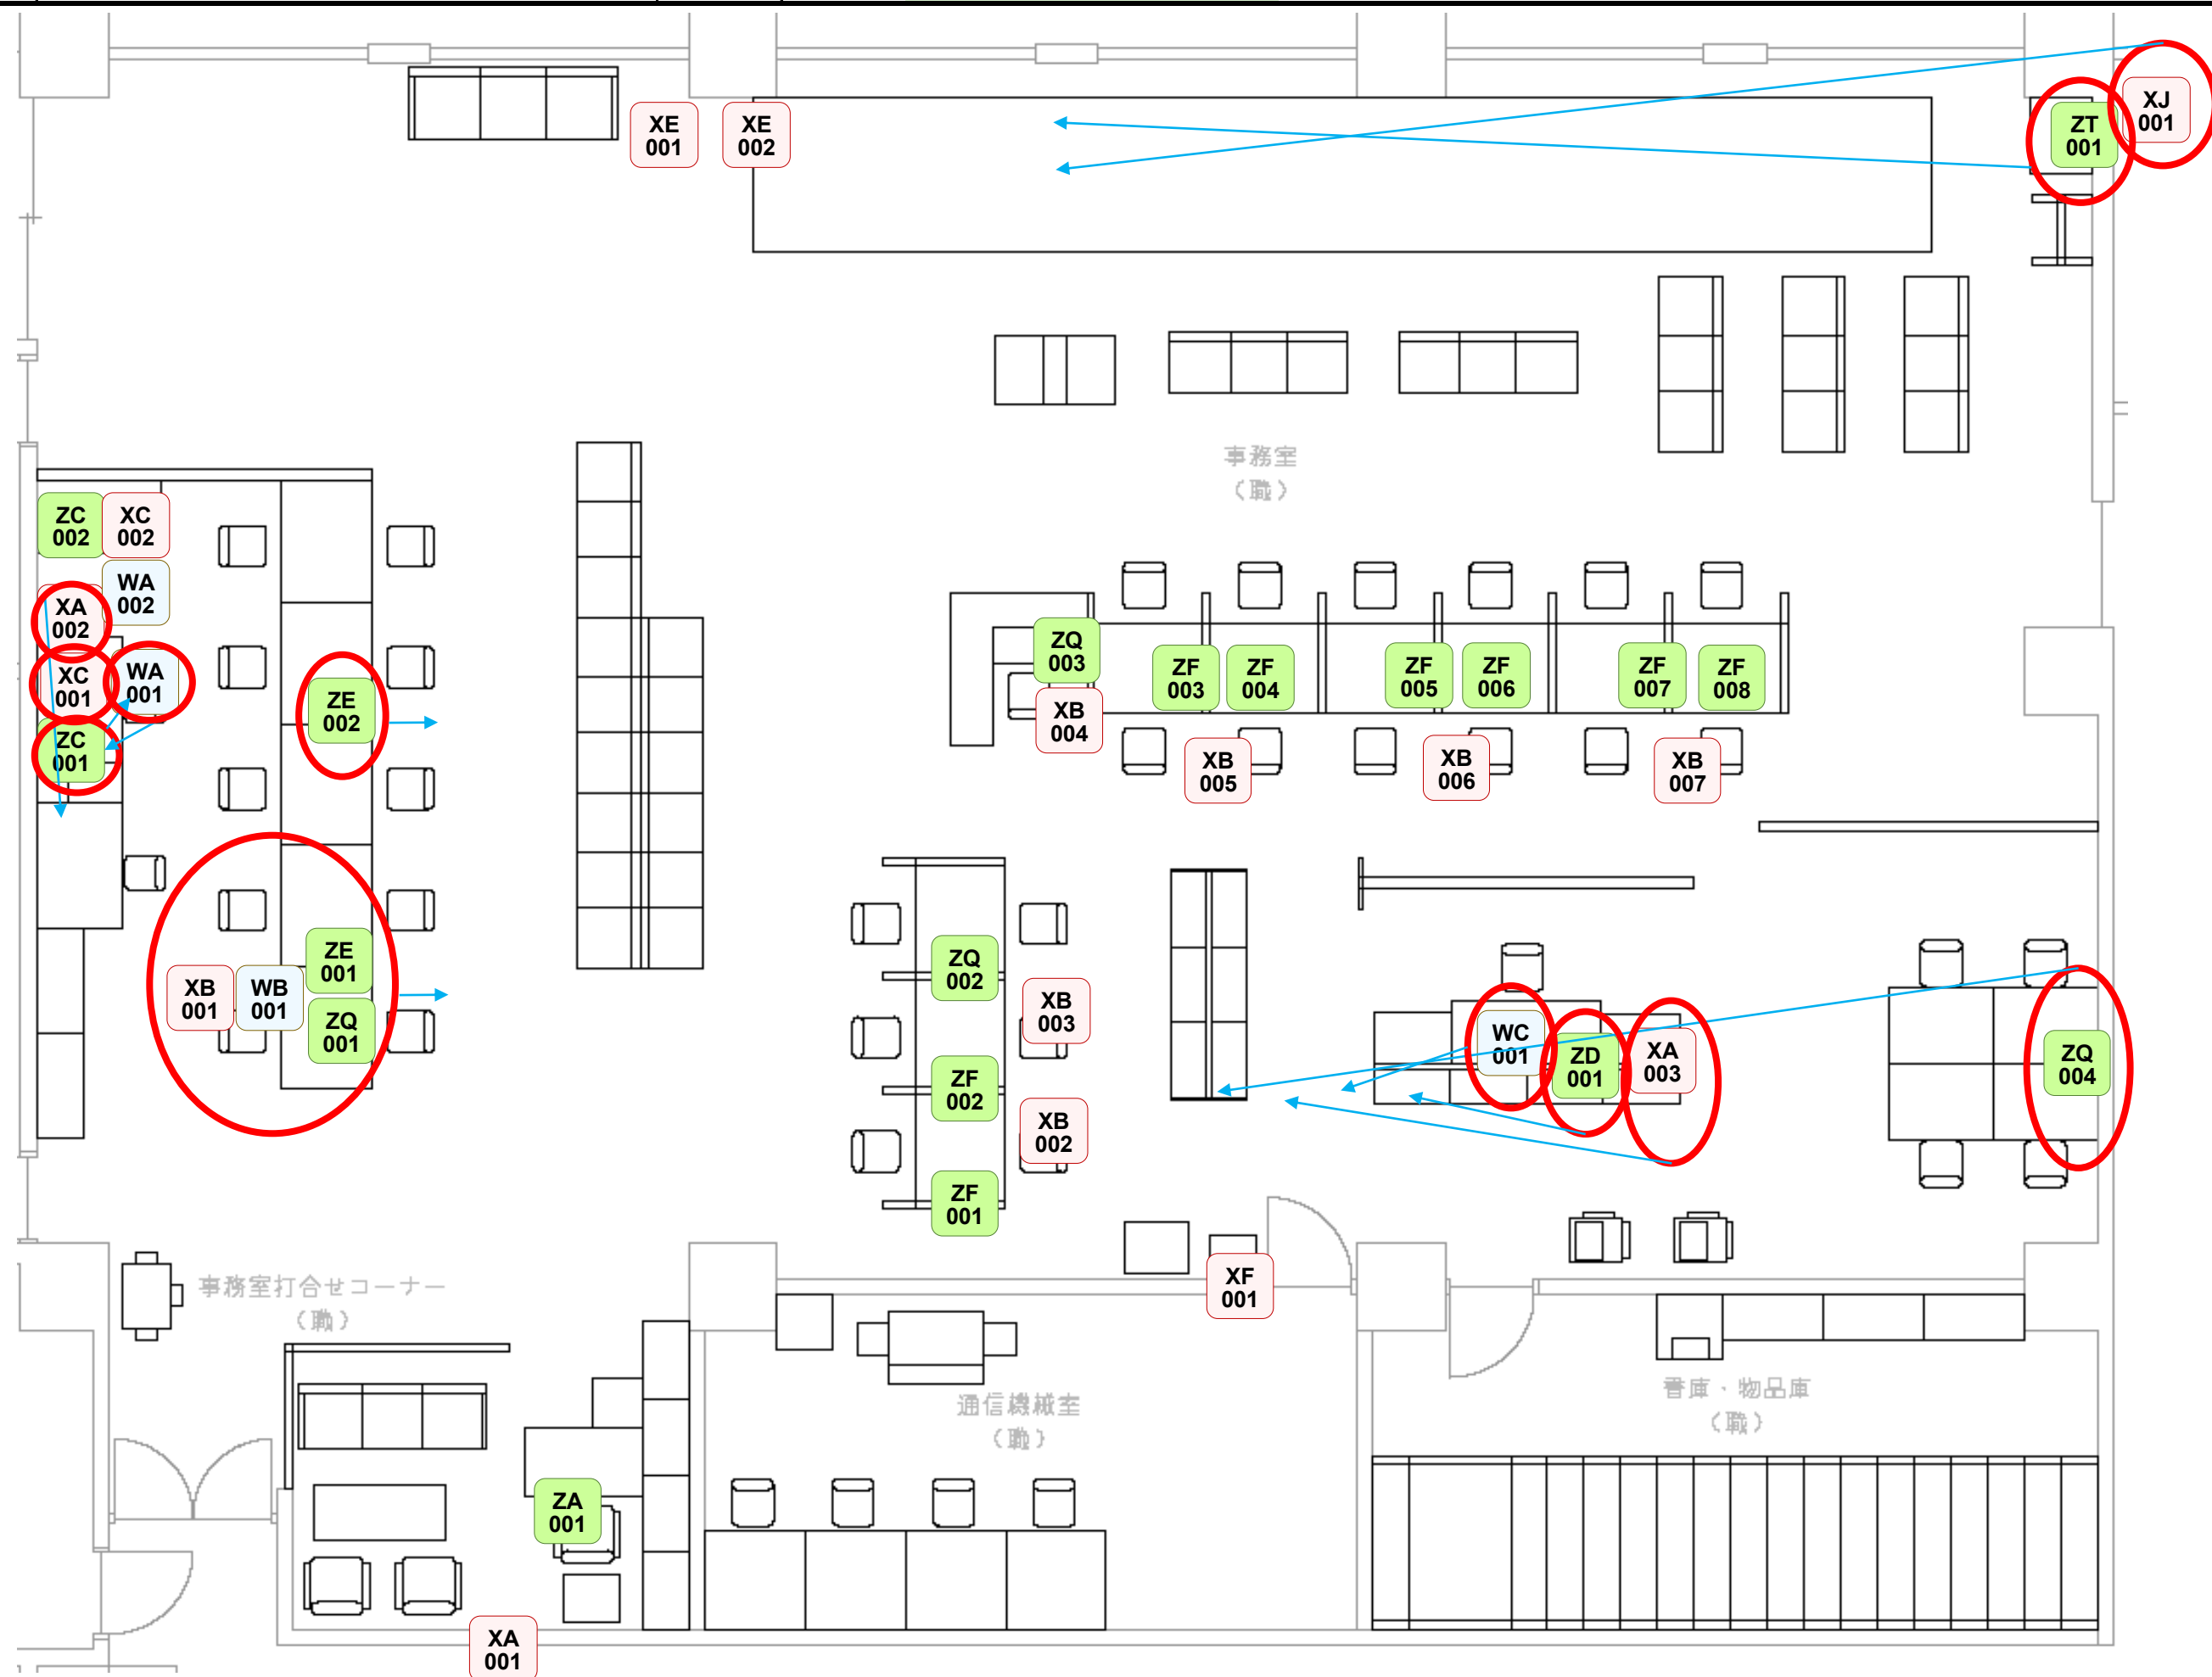 XE
001
XE
002
ZT
001
XJ
001
事務室
(職)
ZC
002
XC
002
WA
002
XA
002
XC
001
WA
001
ZC
001
ZE
002
ZQ
003
XB
004
ZF
003
ZF
004
ZF
005
ZF
006
ZF
007
ZF
008
XB
005
XB
006
XB
007
XB
001
WB
001
ZE
001
ZQ
001
ZQ
002
XB
003
ZF
002
XB
002
ZF
001
WC
001
ZD
001
XA
003
ZQ
004
XF
001
事務室打合せコーナー
(職)
通信機械室
(職)
書庫、物品庫
(職)
ZA
001
XA
001